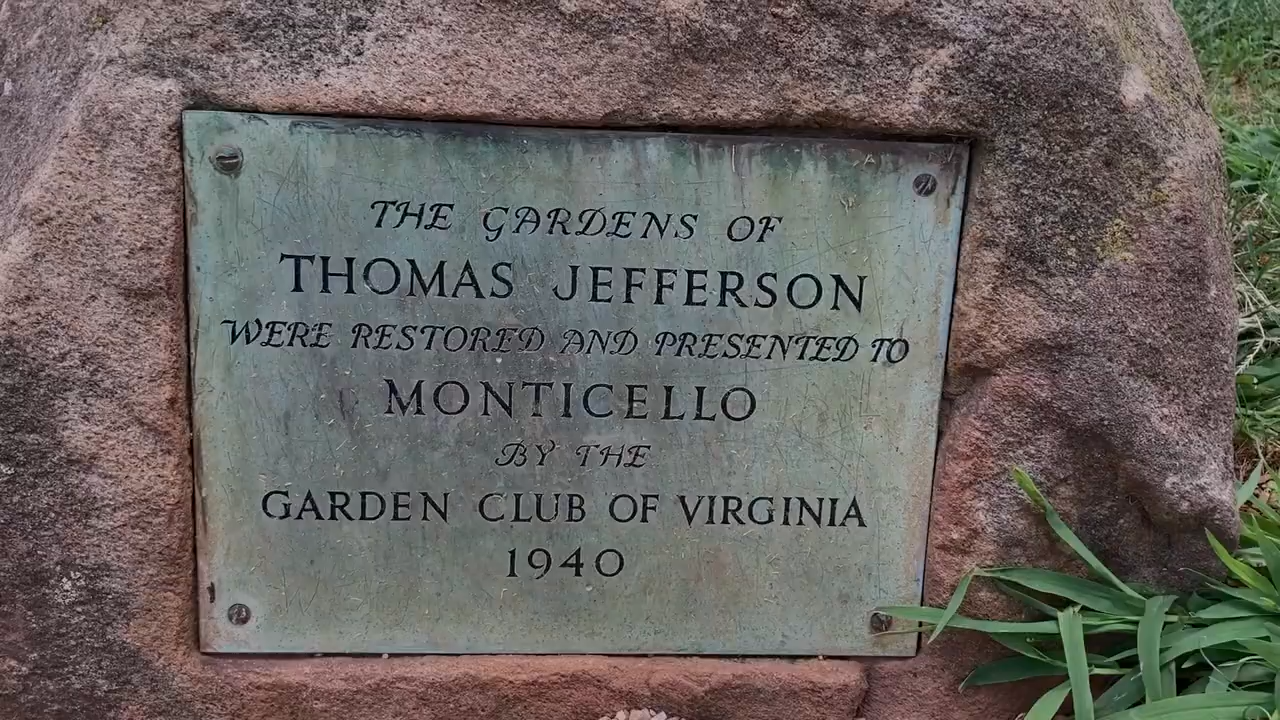 THE GARDENS OF
THOMAS JEFFERSON
WERE RESTORED AND PRESENTED TO
MONTICELLO
BY THE
GARDEN CLUB OF VIRGINIA
1940